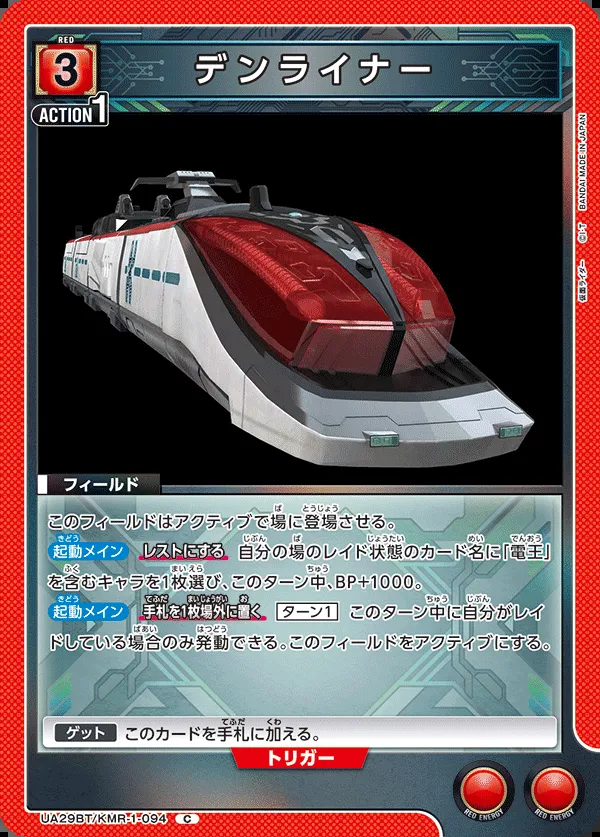 RED
3
デンライナー
ACTION 1
仮面ライダー ©I·T BANDAI MADE IN JAPAN
フィールド
このフィールドはアクティブで場に登場させる。
起動メイン レストにする 自分の場のレイド状態のカード名に「電王」
を含むキャラを1枚選び、このターン中、BP+1000。
起動メイン 手札を1枚場外に置く ターン1 このターン中に自分がレイ
ドしている場合のみ発動できる。このフィールドをアクティブにする。
ゲット このカードを手札に加える。
トリガー
UA29BT/KMR-1-094 C
RED ENERGY RED ENERGY